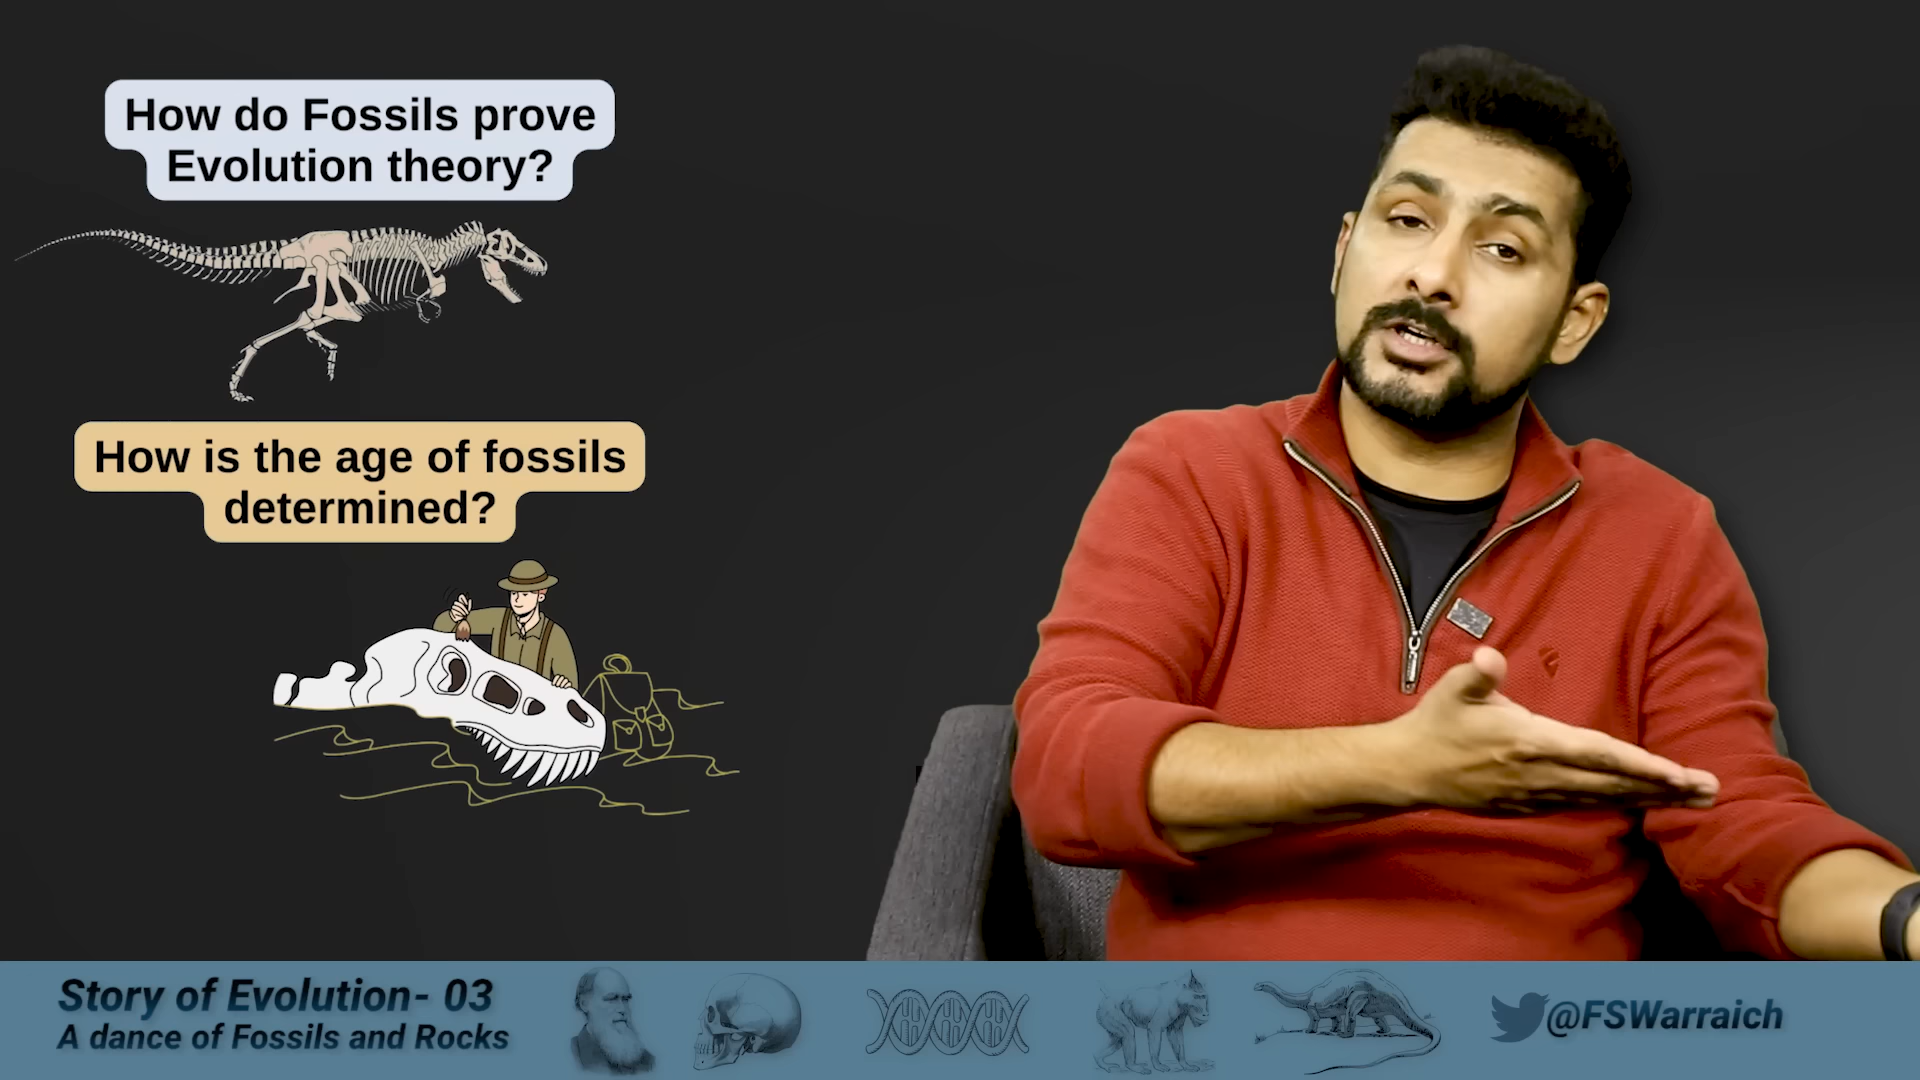 How do Fossils prove
Evolution theory?
How is the age of fossils
determined?
Story of Evolution- 03
A dance of Fossils and Rocks
@FSWarraich